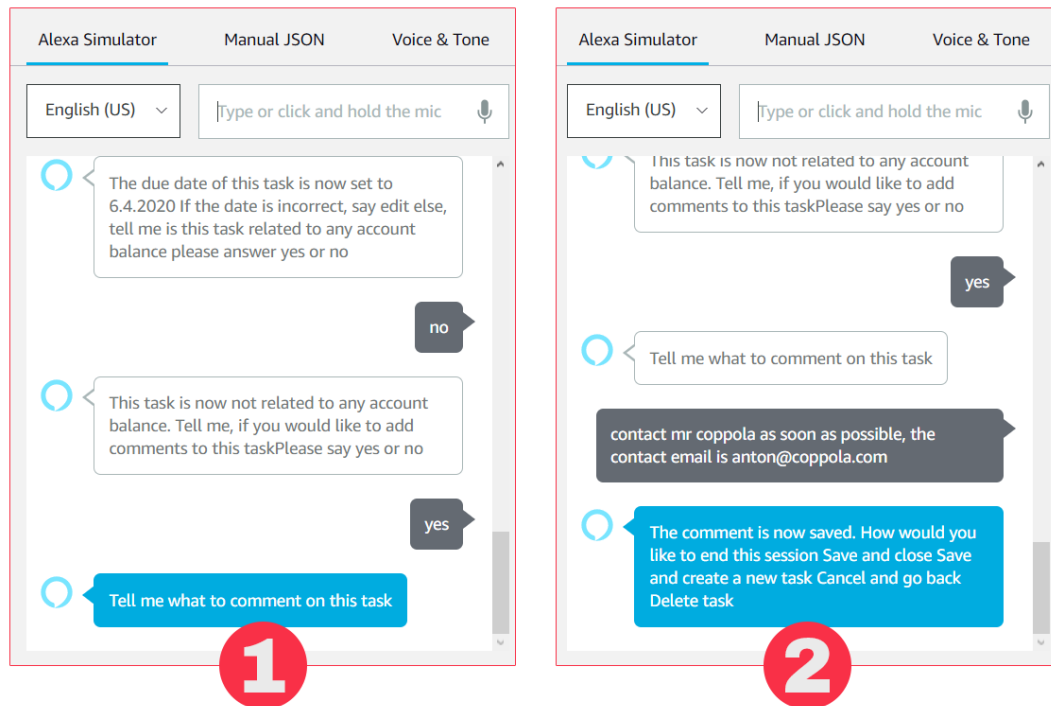 Alexa Simulator Manual JSON Voice & Tone
English (US) Type or click and hold the mic
The due date of this task is now set to
6.4.2020 If the date is incorrect, say edit else,
tell me is this task related to any account
balance please answer yes or no
no
This task is now not related to any account
balance. Tell me, if you would like to add
comments to this taskPlease say yes or no
yes
Tell me what to comment on this task
1
Alexa Simulator Manual JSON Voice & Tone
English (US) Type or click and hold the mic
This task is now not related to any account
balance. Tell me, if you would like to add
comments to this taskPlease say yes or no
yes
Tell me what to comment on this task
contact mr coppola as soon as possible, the
contact email is anton@coppola.com
The comment is now saved. How would you
like to end this session Save and close Save
and create a new task Cancel and go back
Delete task
2